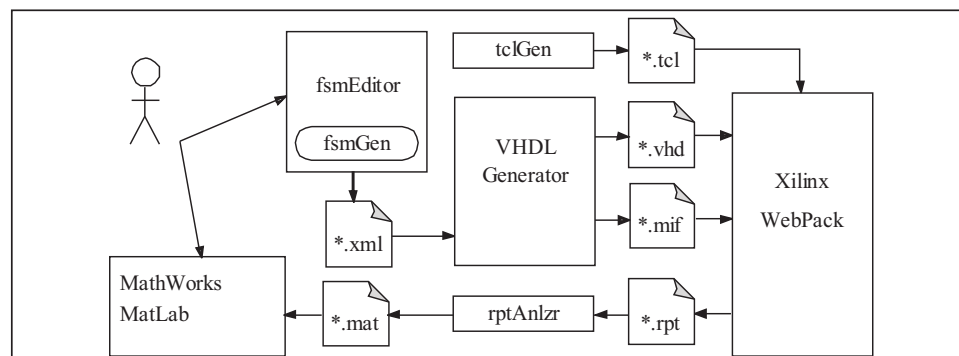 tclGen
*.tcl
fsmEditor
fsmGen
VHDL
Generator
*.vhd
Xilinx
WebPack
*.xml
*.mif
MathWorks
MatLab
*.mat
rptAnlzr
*.rpt